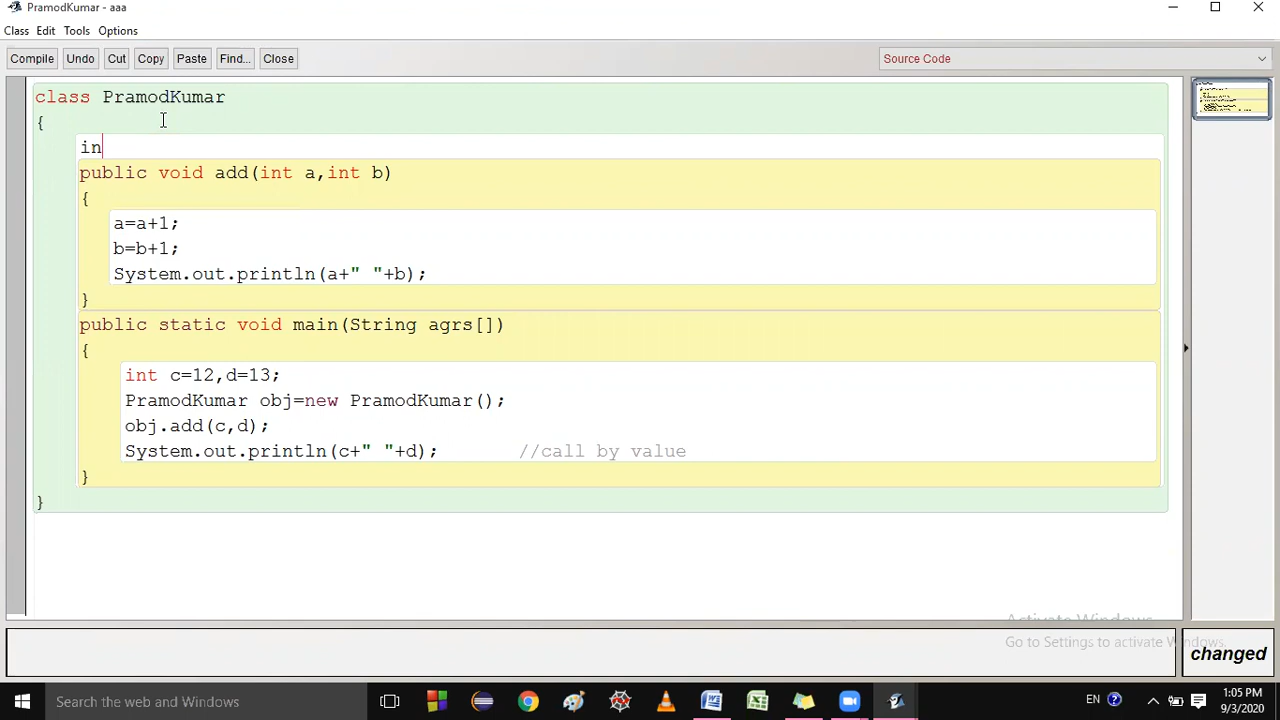 PramodKumar - aaa
Class Edit Tools Options
Compile Undo Cut Copy Paste Find... Close Source Code
class PramodKumar
{
in
public void add(int a,int b)
{
a=a+1;
b=b+1;
System.out.println(a+" "+b);
}
public static void main(String agrs[])
{
int c=12,d=13;
PramodKumar obj=new PramodKumar();
obj.add(c,d);
System.out.println(c+" "+d); //call by value
}
}
Activate Windows
Go to Settings to activate Windows.
changed
Search the web and Windows
EN
1:05 PM
9/3/2020